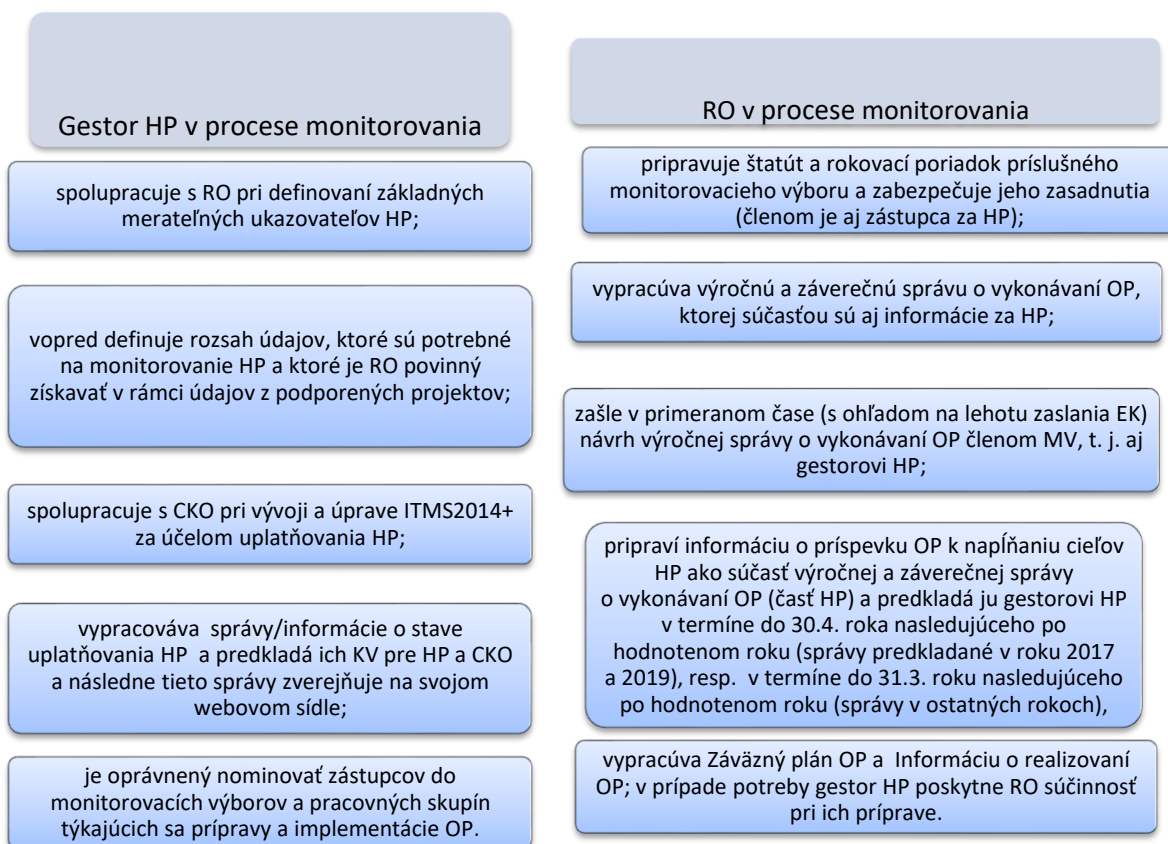 Gestor HP v procese monitorovania
spolupracuje s RO pri definovaní základných
merateľných ukazovateľov HP;
vopred definuje rozsah údajov, ktoré sú potrebné
na monitorovanie HP a ktoré je RO povinný
získavať v rámci údajov z podporených projektov;
spolupracuje s CKO pri vývoji a úprave ITMS2014+
za účelom uplatňovania HP;
vypracováva  správy/informácie o stave
uplatňovania HP  a predkladá ich KV pre HP a CKO
a následne tieto správy zverejňuje na svojom
webovom sídle;
je oprávnený nominovať zástupcov do
monitorovacích výborov a pracovných skupín
týkajúcich sa prípravy a implementácie OP.
RO v procese monitorovania
pripravuje štatút a rokovací poriadok príslušného
monitorovacieho výboru a zabezpečuje jeho zasadnutia
(členom je aj zástupca za HP);
vypracúva výročnú a záverečnú správu o vykonávaní OP,
ktorej súčasťou sú aj informácie za HP;
zašle v primeranom čase (s ohľadom na lehotu zaslania EK)
návrh výročnej správy o vykonávaní OP členom MV, t. j. aj
gestorovi HP;
pripraví informáciu o príspevku OP k napĺňaniu cieľov
HP ako súčasť výročnej a záverečnej správy
o vykonávaní OP (časť HP) a predkladá ju gestorovi HP
v termíne do 30.4. roka nasledujúceho po
hodnotenom roku (správy predkladané v roku 2017
a 2019), resp.  v termíne do 31.3. roku nasledujúceho
po hodnotenom roku (správy v ostatných rokoch),
vypracúva Záväzný plán OP a  Informáciu o realizovaní
OP; v prípade potreby gestor HP poskytne RO súčinnosť
pri ich príprave.